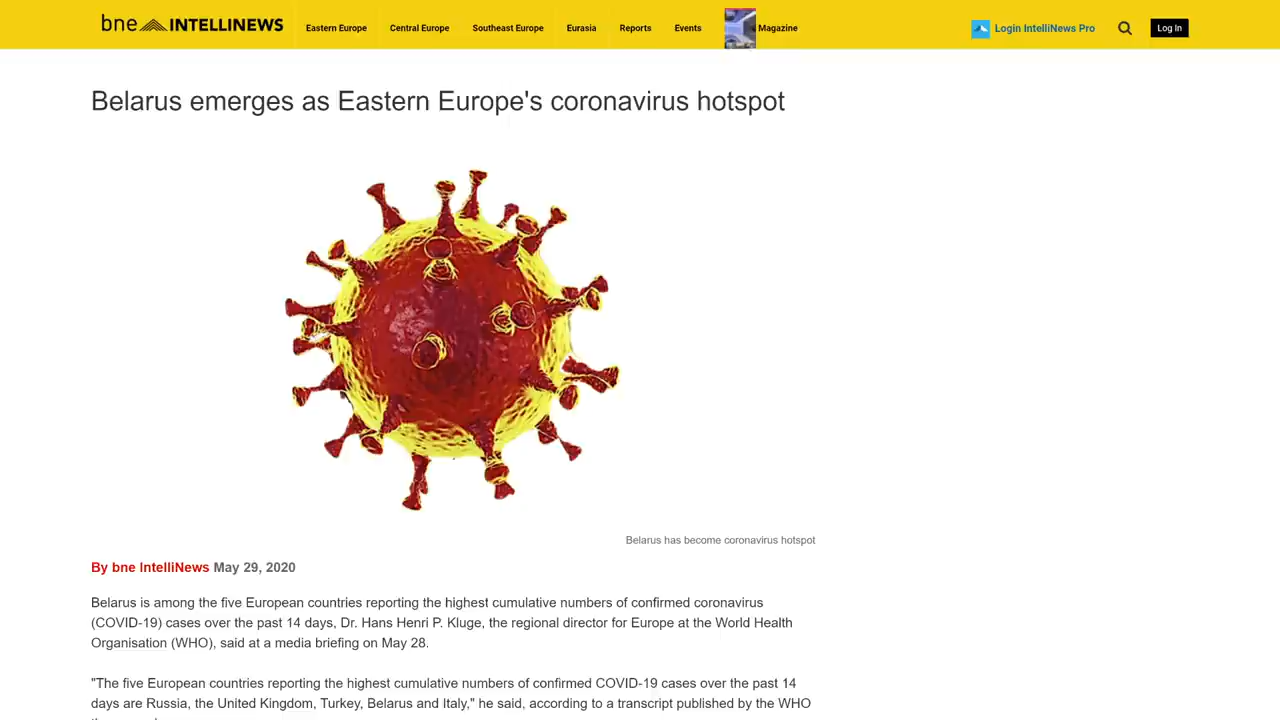 bne INTELLINEWS
Eastern Europe
Central Europe
Southeast Europe
Eurasia
Reports
Events
Magazine
Login IntelliNews Pro
Log In
Belarus emerges as Eastern Europe's coronavirus hotspot
Belarus has become coronavirus hotspot
By bne IntelliNews May 29, 2020
Belarus is among the five European countries reporting the highest cumulative numbers of confirmed coronavirus
(COVID-19) cases over the past 14 days, Dr. Hans Henri P. Kluge, the regional director for Europe at the World Health
Organisation (WHO), said at a media briefing on May 28.
"The five European countries reporting the highest cumulative numbers of confirmed COVID-19 cases over the past 14
days are Russia, the United Kingdom, Turkey, Belarus and Italy," he said, according to a transcript published by the WHO